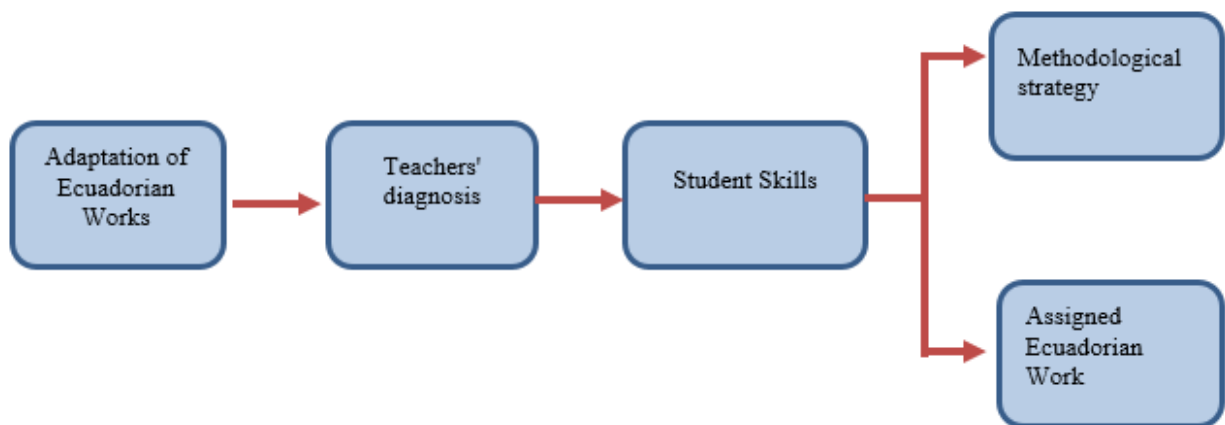 Adaptation of
Ecuadorian
Works
Teachers'
diagnosis
Student Skills
Methodological
strategy
Assigned
Ecuadorian
Work